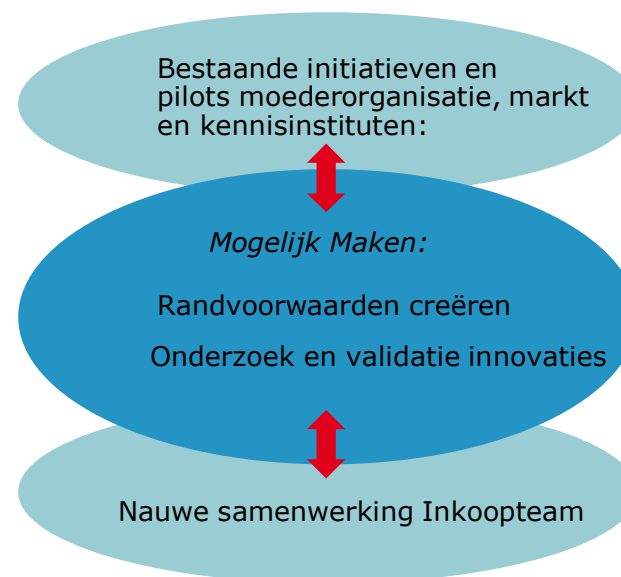 Bestaande initiatieven en
pilots moederorganisatie, markt
en kennisinstituten:
Mogelijk Maken:
Randvoorwaarden creëren
Onderzoek en validatie innovaties
Nauwe samenwerking Inkoopteam